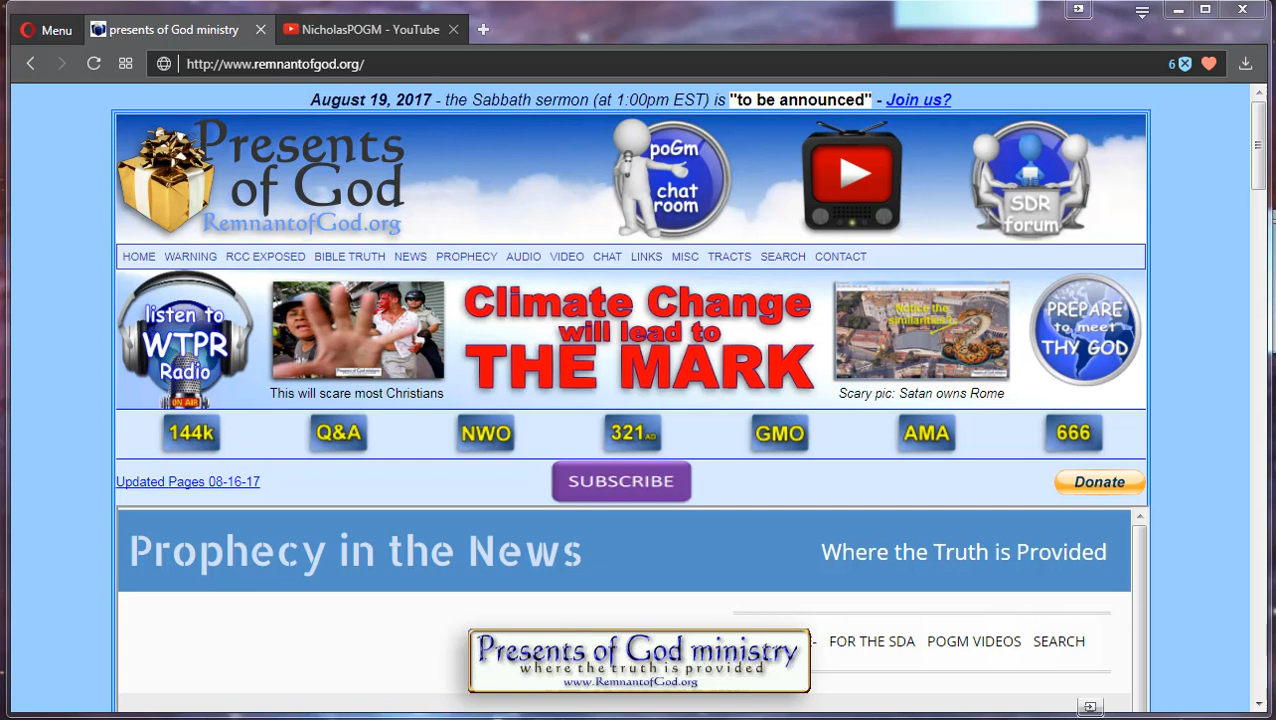 Menu
presents of God ministry
NicholasPOGM - YouTube
http://www.remnantofgod.org/
6
August 19, 2017 - the Sabbath sermon (at 1:00pm EST) is "to be announced" - Join us?
Presents
of God
RemnantofGod.org
poGm
chat
room
SDR
forum
HOME WARNING RCC EXPOSED BIBLE TRUTH NEWS PROPHECY AUDIO VIDEO CHAT LINKS MISC TRACTS SEARCH CONTACT
listen to
WTPR
Radio
ON AIR
This will scare most Christians
Climate Change
will lead to
THE MARK
Notice the
similarities?
Scary pic: Satan owns Rome
PREPARE
to meet
THY GOD
144k
Q&A
NWO
321AD
GMO
AMA
666
Updated Pages 08-16-17
SUBSCRIBE
Donate
Prophecy in the News
Where the Truth is Provided
FOR THE SDA POGM VIDEOS SEARCH
Presents of God ministry
where the truth is provided
www.RemnantofGod.org